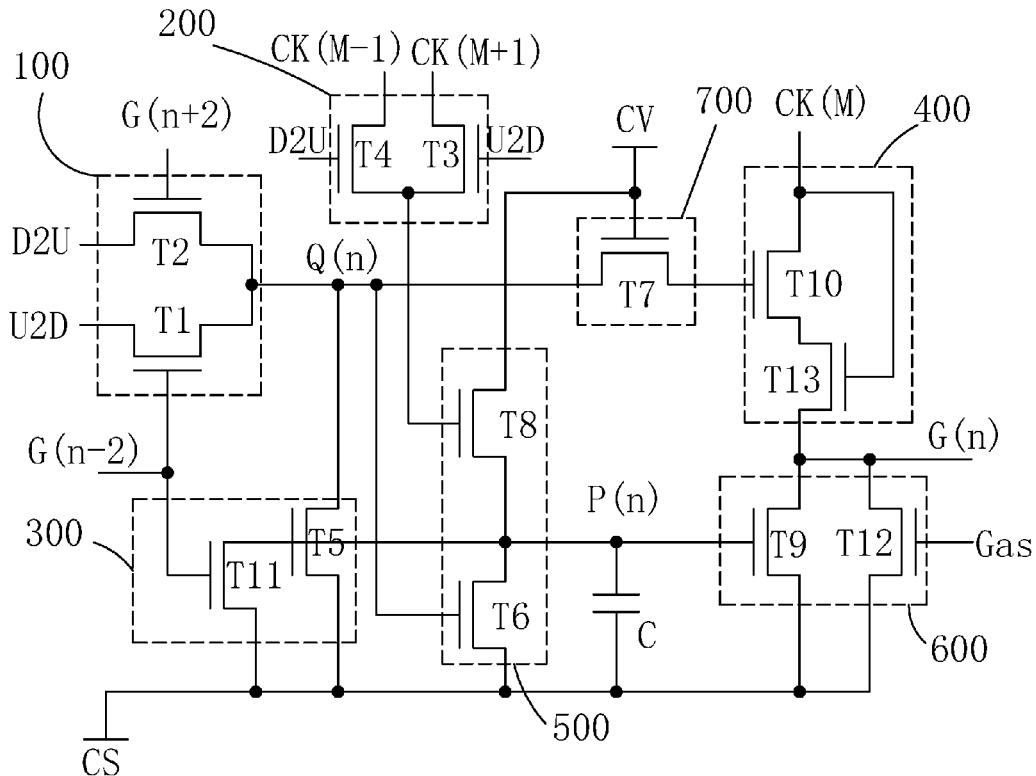 200
CK(M-1) CK(M+1)
100
G(n+2)
700
CK(M)
400
CV
D2U
T4
T3
U2D
D2U
T2
Q(n)
T7
T10
U2D
T1
T13
T8
G(n-2)
G(n)
P(n)
300
T5
T9
T12
Gas
T11
T6
C
600
500
CS